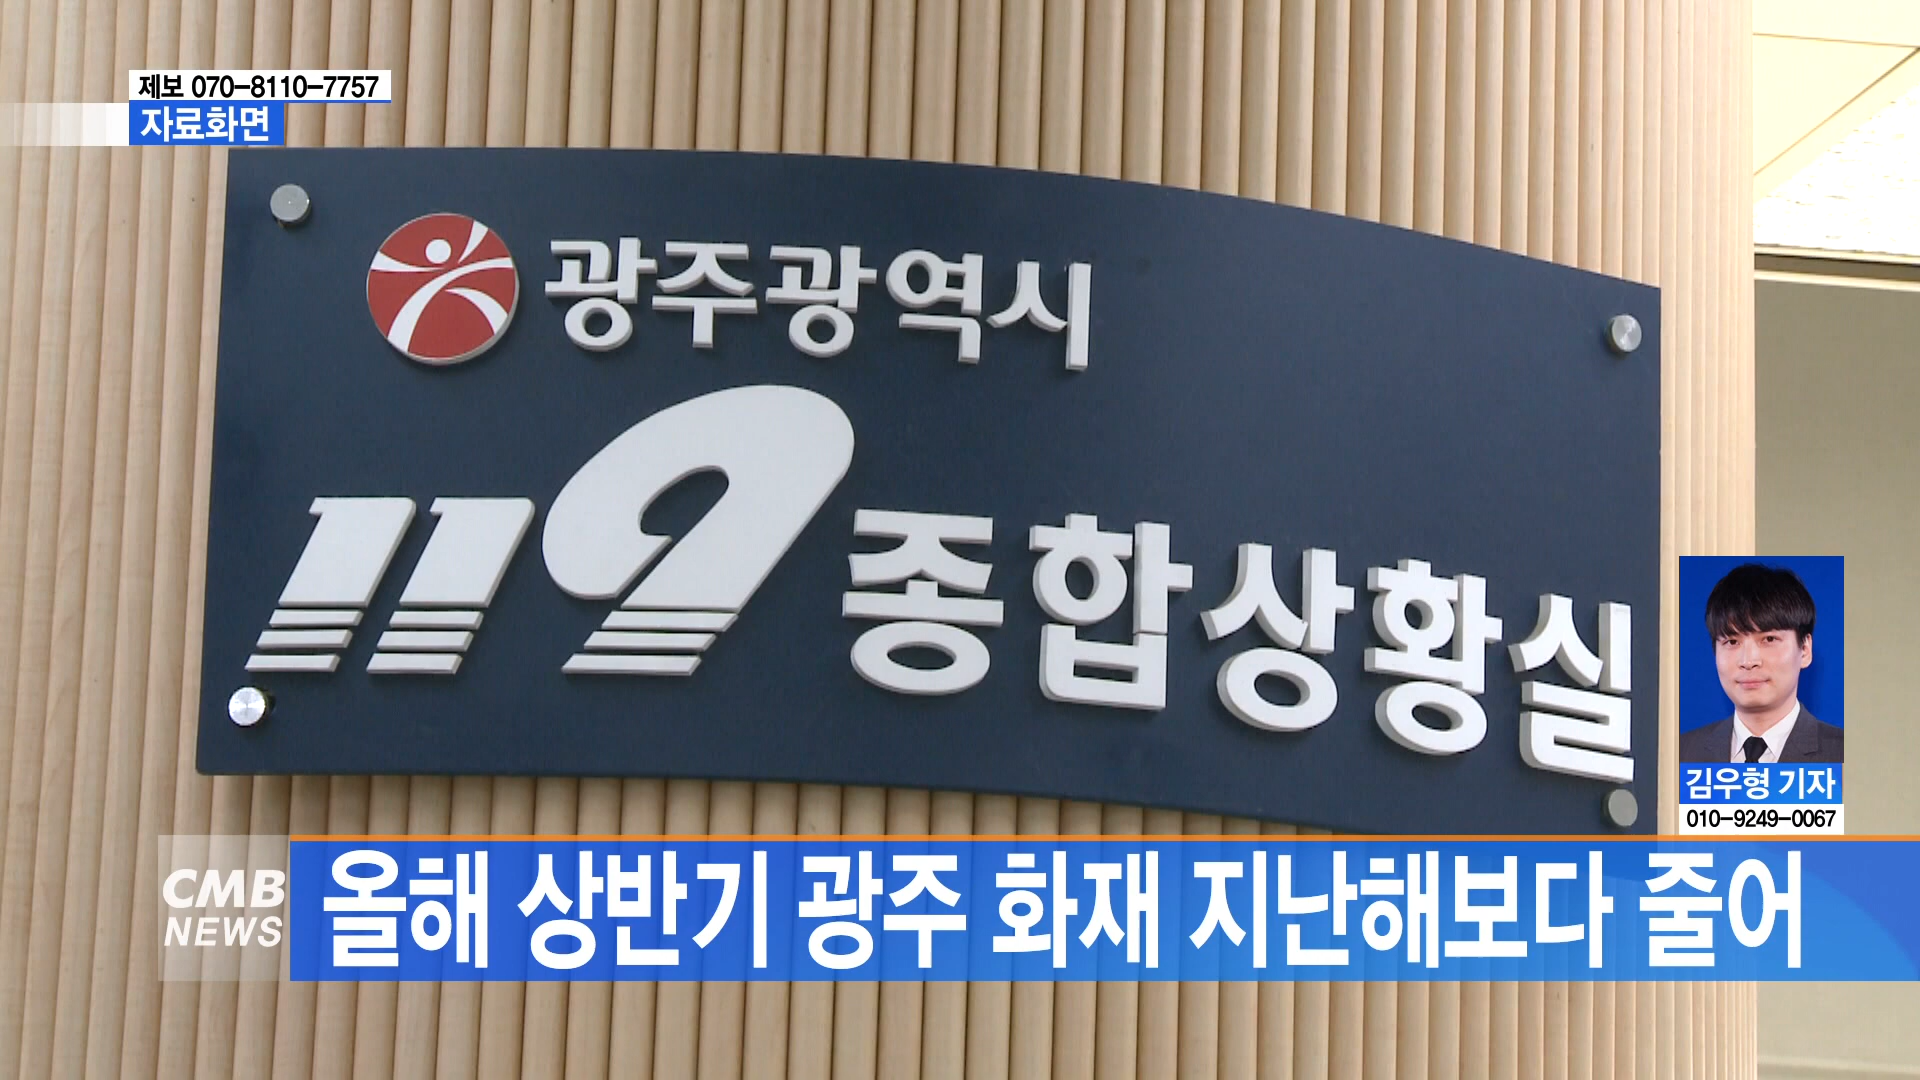 제보 070-8110-7757
자료화면
광주광역시
119 종합상황실
김우형 기자
010-9249-0067
CMB
NEWS
올해 상반기 광주 화재 지난해보다 줄어